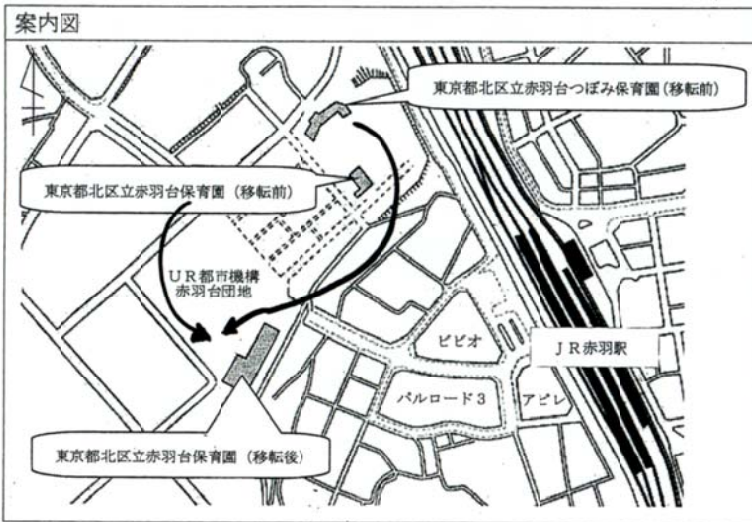 案内図
東京都北区立赤羽台つぼみ保育園(移転前)
東京都北区立赤羽台保育園(移転前)
UR都市機構
赤羽台団地
ビビオ
JR赤羽駅
パルロード3
アピレ
東京都北区立赤羽台保育園(移転後)